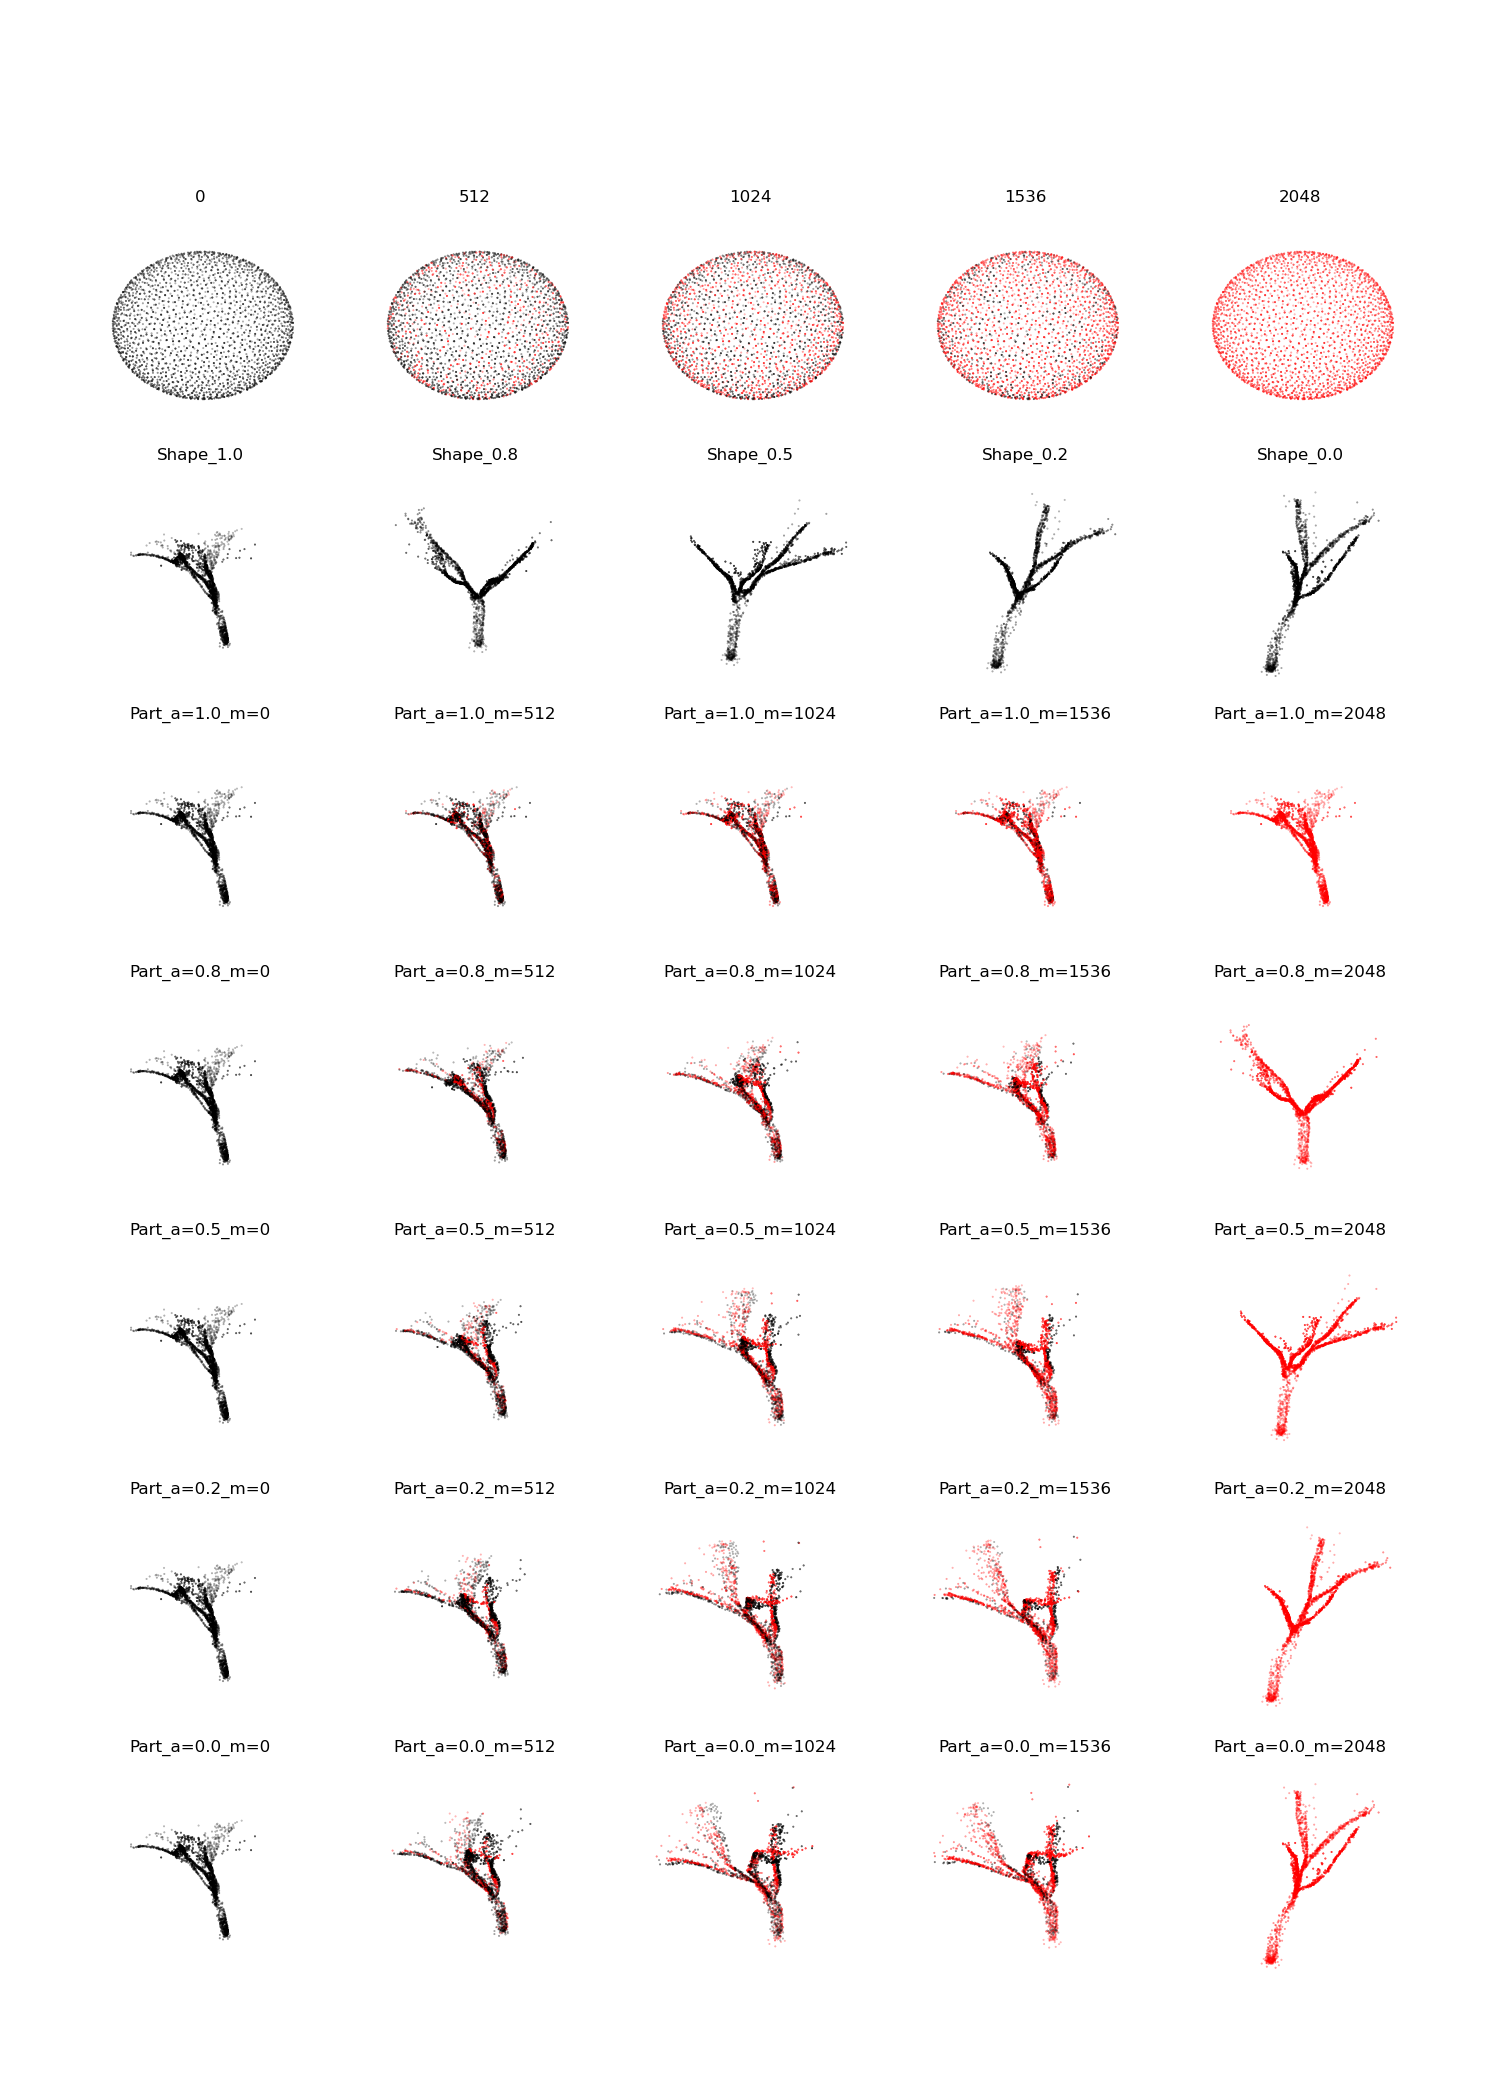 0 512 1024 1536 2048
Shape_1.0 Shape_0.8 Shape_0.5 Shape_0.2 Shape_0.0
Part_a=1.0_m=0 Part_a=1.0_m=512 Part_a=1.0_m=1024 Part_a=1.0_m=1536 Part_a=1.0_m=2048
Part_a=0.8_m=0 Part_a=0.8_m=512 Part_a=0.8_m=1024 Part_a=0.8_m=1536 Part_a=0.8_m=2048
Part_a=0.5_m=0 Part_a=0.5_m=512 Part_a=0.5_m=1024 Part_a=0.5_m=1536 Part_a=0.5_m=2048
Part_a=0.2_m=0 Part_a=0.2_m=512 Part_a=0.2_m=1024 Part_a=0.2_m=1536 Part_a=0.2_m=2048
Part_a=0.0_m=0 Part_a=0.0_m=512 Part_a=0.0_m=1024 Part_a=0.0_m=1536 Part_a=0.0_m=2048